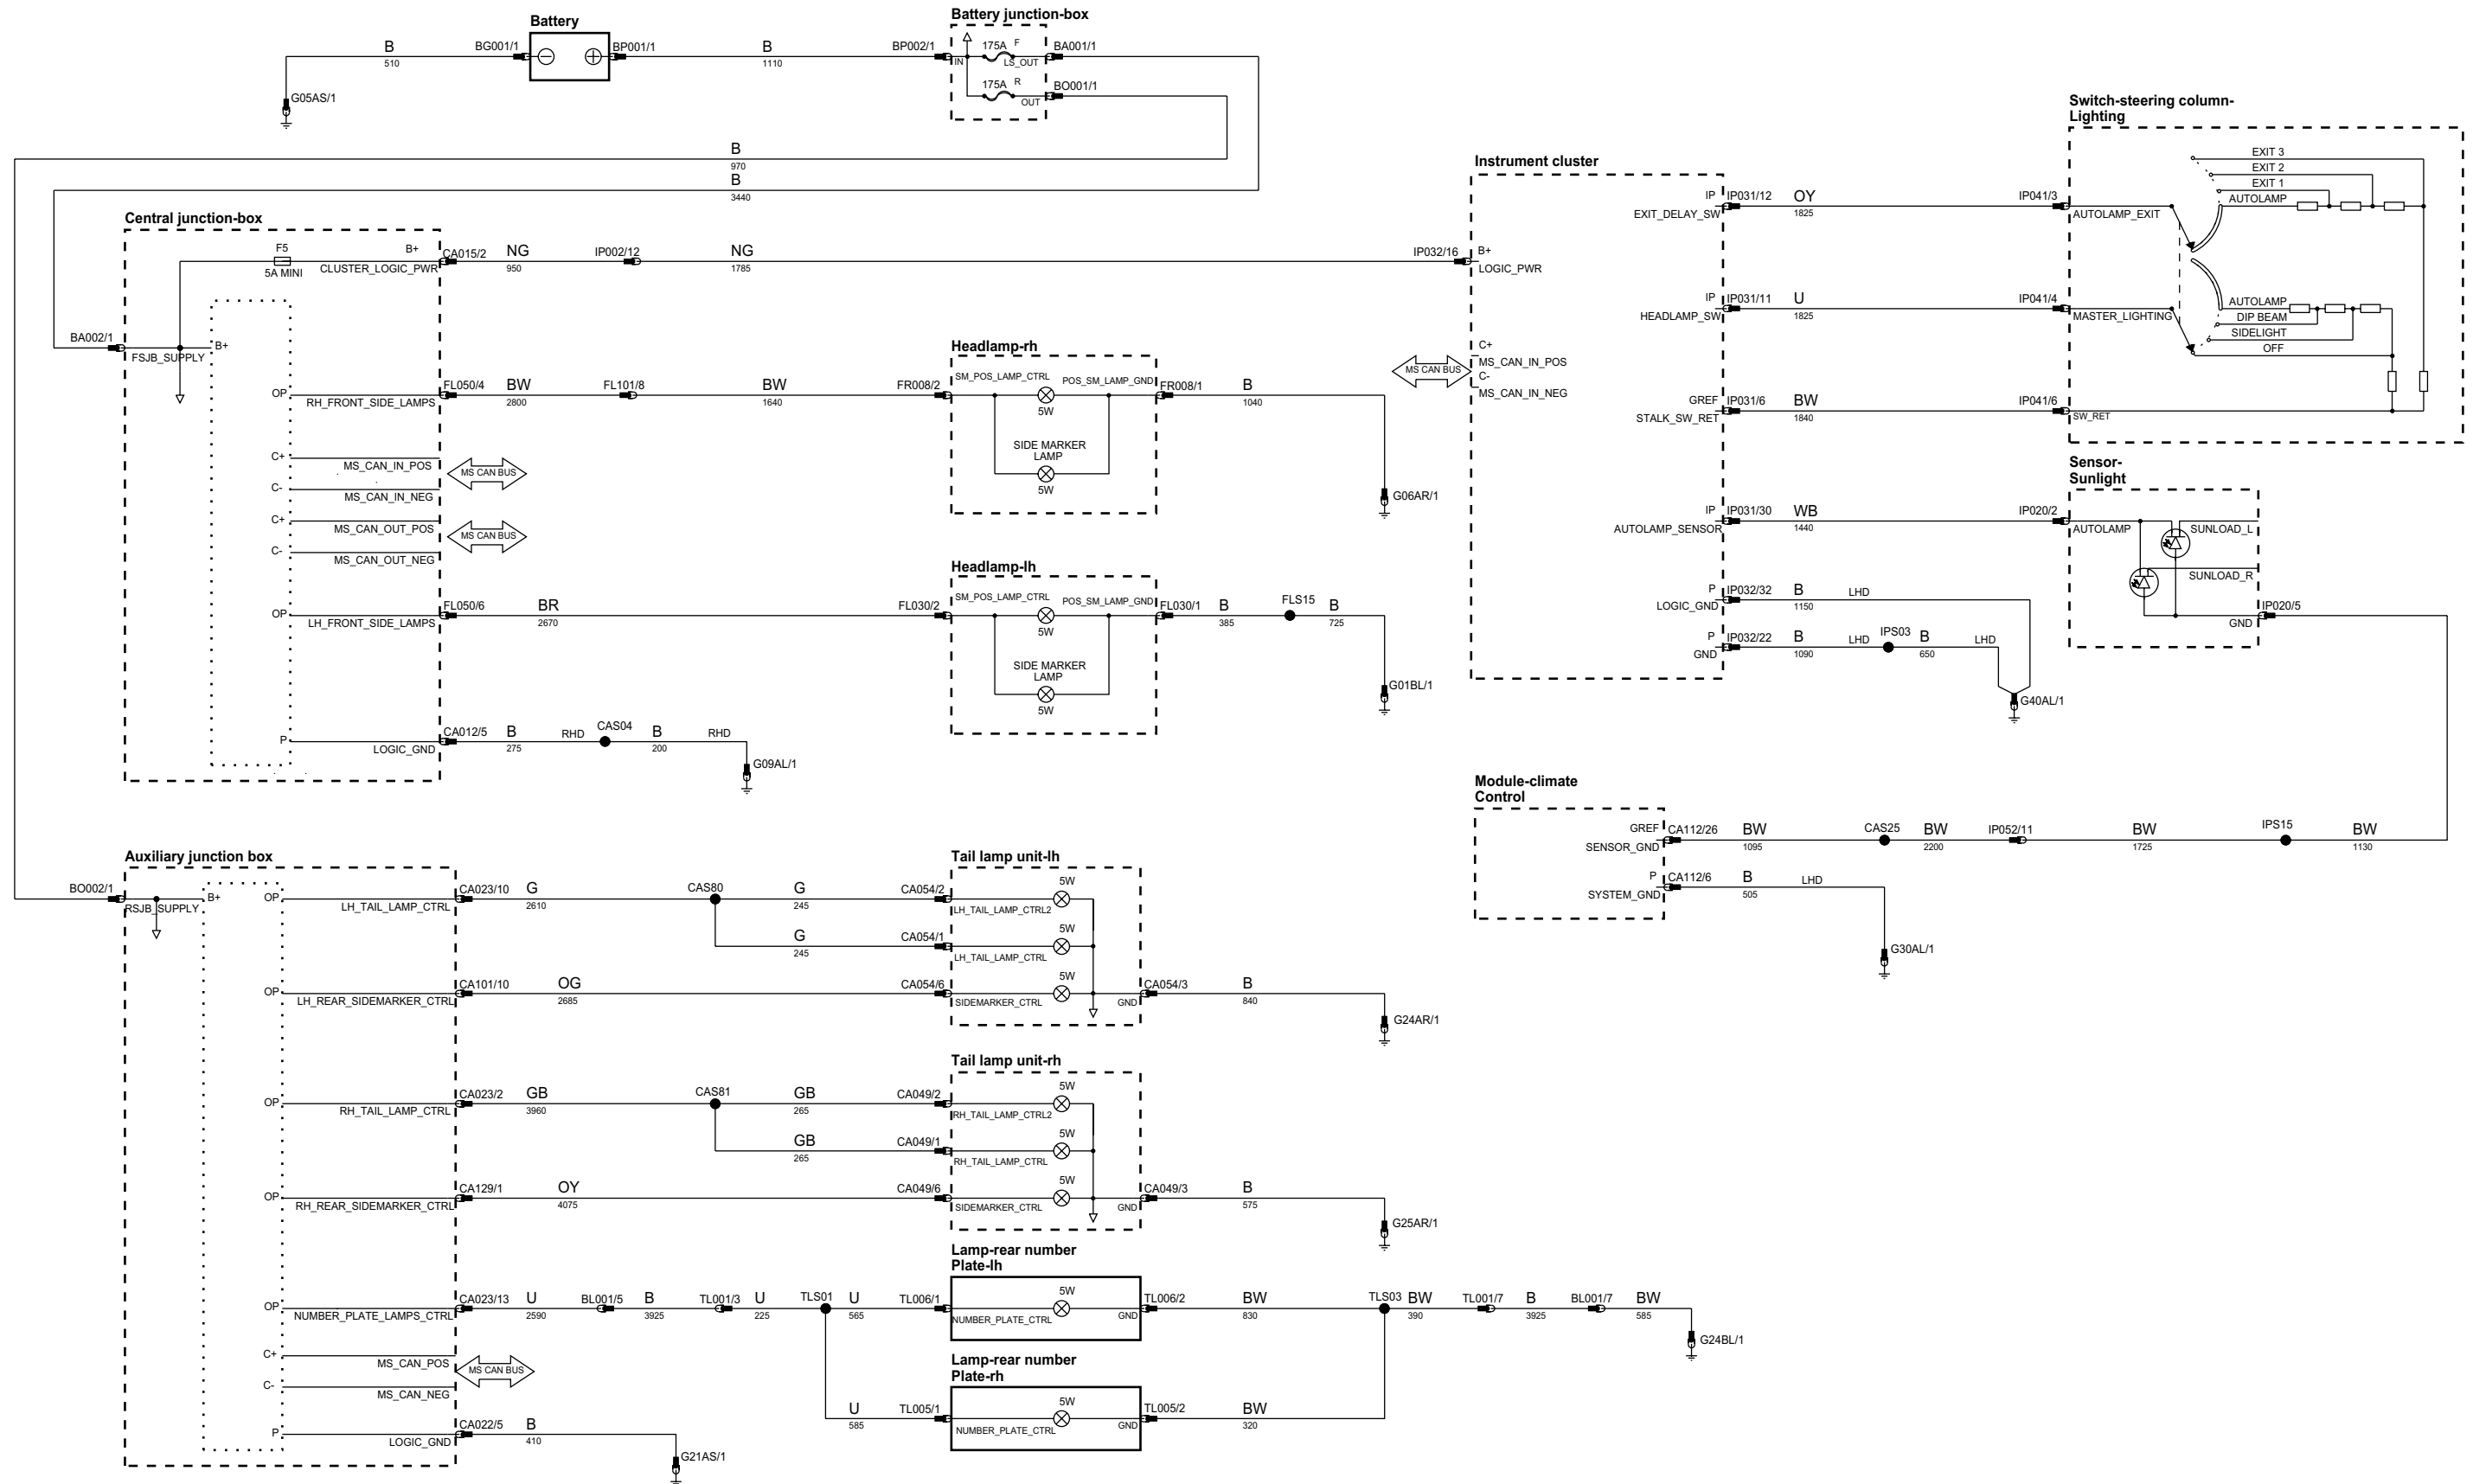 Battery
Battery junction-box
B
510
BG001/1
BP001/1
B
1110
BP002/1
175A F
IN
LS_OUT
BA001/1
175A R
OUT
BO001/1
G05AS/1
B
970
B
3440
Central junction-box
F5
5A MINI
B+
CLUSTER_LOGIC_PWR
CA015/2
NG
950
IP002/12
NG
1785
IP032/16
BA002/1
FSJB_SUPPLY
B+
OP
RH_FRONT_SIDE_LAMPS
FL050/4
BW
2800
FL101/8
BW
1640
FR008/2
Headlamp-rh
SM_POS_LAMP_CTRL
POS_SM_LAMP_GND
5W
SIDE MARKER
LAMP
5W
FR008/1
B
1040
G06AR/1
C+
MS_CAN_IN_POS
C-
MS_CAN_IN_NEG
MS CAN BUS
C+
MS_CAN_OUT_POS
C-
MS_CAN_OUT_NEG
MS CAN BUS
OP
LH_FRONT_SIDE_LAMPS
FL050/6
BR
2670
FL030/2
Headlamp-lh
SM_POS_LAMP_CTRL
POS_SM_LAMP_GND
5W
SIDE MARKER
LAMP
5W
FL030/1
B
385
FLS15
B
725
G01BL/1
P
LOGIC_GND
CA012/5
B
275
RHD
CAS04
B
200
RHD
G09AL/1
Instrument cluster
B+
LOGIC_PWR
C+
MS_CAN_IN_POS
C-
MS_CAN_IN_NEG
MS CAN BUS
IP
EXIT_DELAY_SW
IP031/12
OY
1825
IP041/3
IP
HEADLAMP_SW
IP031/11
U
1825
IP041/4
GREF
STALK_SW_RET
IP031/6
BW
1840
IP041/6
IP
AUTOLAMP_SENSOR
IP031/30
WB
1440
IP020/2
P
LOGIC_GND
IP032/32
B
1150
LHD
P
GND
IP032/22
B
1090
LHD
IPS03
B
650
LHD
G40AL/1
Switch-steering column-
Lighting
EXIT 3
EXIT 2
EXIT 1
AUTOLAMP
AUTOLAMP_EXIT
AUTOLAMP
DIP BEAM
SIDELIGHT
OFF
MASTER_LIGHTING
SW_RET
Sensor-
Sunlight
AUTOLAMP
SUNLOAD_L
SUNLOAD_R
GND
IP020/5
Module-climate
Control
GREF
SENSOR_GND
CA112/26
BW
1095
CAS25
BW
2200
IP052/11
BW
1725
IPS15
BW
1130
P
SYSTEM_GND
CA112/6
B
505
LHD
G30AL/1
Auxiliary junction box
BO002/1
RSJB_SUPPLY
B+
OP
LH_TAIL_LAMP_CTRL
CA023/10
G
2610
CAS80
G
245
CA054/2
G
245
CA054/1
Tail lamp unit-lh
5W
LH_TAIL_LAMP_CTRL2
5W
LH_TAIL_LAMP_CTRL
5W
SIDEMARKER_CTRL
GND
CA054/3
B
840
G24AR/1
OP
LH_REAR_SIDEMARKER_CTRL
CA101/10
OG
2685
CA054/6
OP
RH_TAIL_LAMP_CTRL
CA023/2
GB
3960
CAS81
GB
265
CA049/2
GB
265
CA049/1
Tail lamp unit-rh
5W
RH_TAIL_LAMP_CTRL2
5W
RH_TAIL_LAMP_CTRL
5W
SIDEMARKER_CTRL
GND
CA049/3
B
575
G25AR/1
OP
RH_REAR_SIDEMARKER_CTRL
CA129/1
OY
4075
CA049/6
OP
NUMBER_PLATE_LAMPS_CTRL
CA023/13
U
2590
BL001/5
B
3925
TL001/3
U
225
TLS01
U
565
TL006/1
Lamp-rear number
Plate-lh
5W
NUMBER_PLATE_CTRL
GND
TL006/2
BW
830
TLS03
BW
390
TL001/7
B
3925
BL001/7
BW
585
G24BL/1
C+
MS_CAN_POS
C-
MS_CAN_NEG
MS CAN BUS
U
585
TL005/1
Lamp-rear number
Plate-rh
5W
NUMBER_PLATE_CTRL
GND
TL005/2
BW
320
P
LOGIC_GND
CA022/5
B
410
G21AS/1